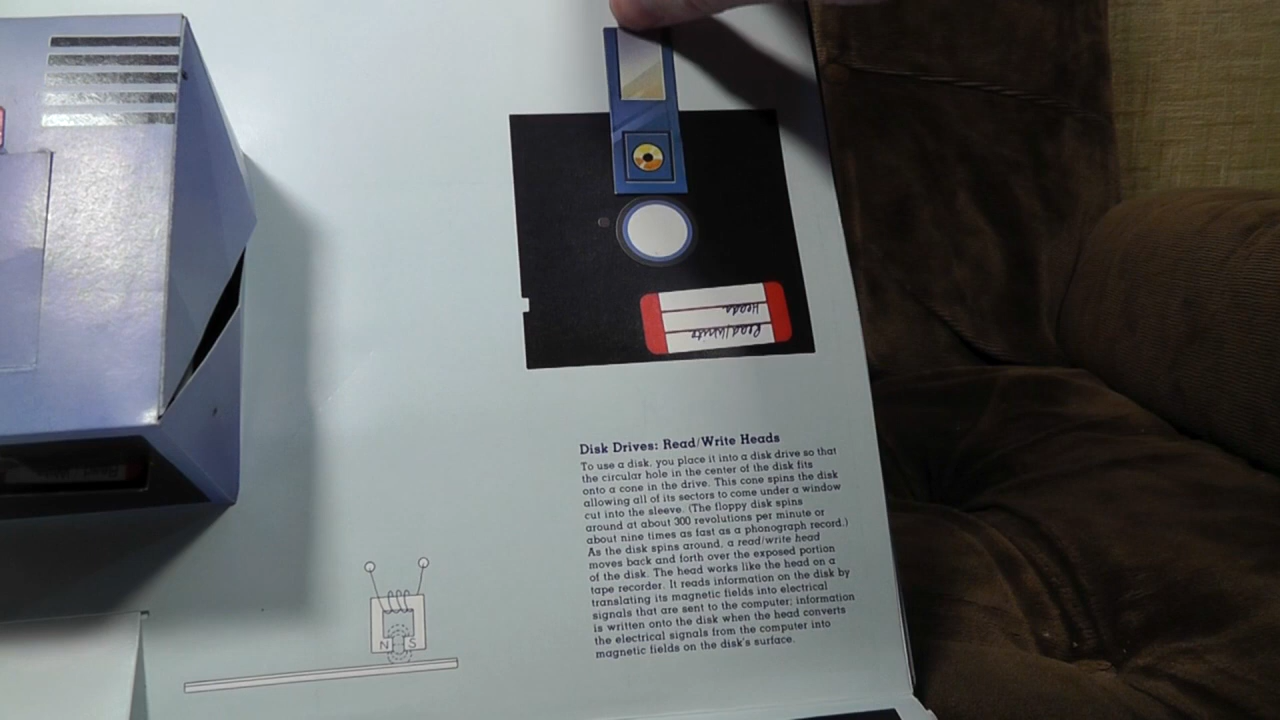 Read/Write
Heads
Disk Drives: Read/Write Heads
To use a disk, you place it into a disk drive so that
the circular hole in the center of the disk fits
onto a cone in the drive. This cone spins the disk
allowing all of its sectors to come under a window
cut into the sleeve. (The floppy disk spins
around at about 300 revolutions per minute or
about nine times as fast as a phonograph record.)
As the disk spins around, a read/write head
moves back and forth over the exposed portion
of the disk. The head works like the head on a
tape recorder. It reads information on the disk by
translating its magnetic fields into electrical
signals that are sent to the computer; information
is written onto the disk when the head converts
the electrical signals from the computer into
magnetic fields on the disk's surface.
N S